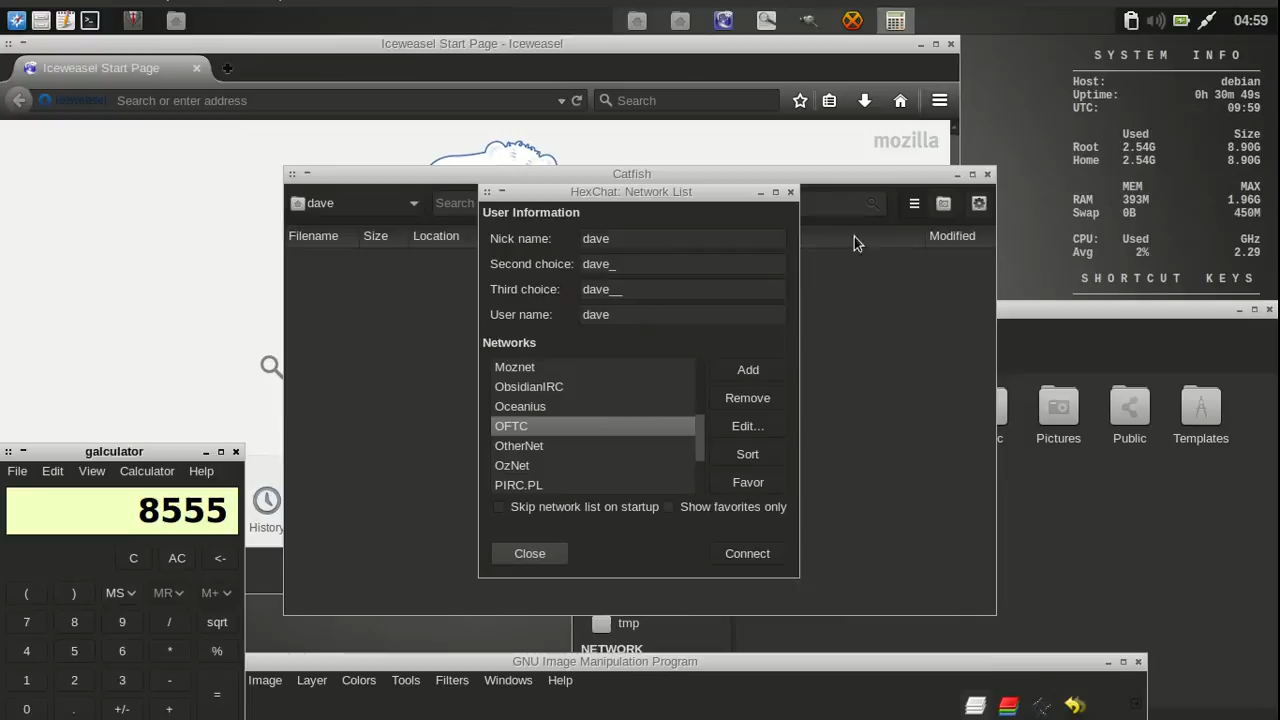 04:59
Iceweasel Start Page - Iceweasel
Iceweasel Start Page
Iceweasel
Search or enter address
Search
mozilla
SYSTEM INFO
Host: debian
Uptime: 0h 30m 49s
UTC: 09:59
Used Size
Root 2.54G 8.90G
Home 2.54G 8.90G
MEM MAX
RAM 393M 1.96G
Swap 0B 450M
CPU: Used GHz
Avg 2% 2.29
SHORTCUT KEYS
Catfish
dave
Search
Filename Size Location Modified
HexChat: Network List
User Information
Nick name: dave
Second choice: dave_
Third choice: dave__
User name: dave
Networks
Moznet
ObsidianIRC
Oceanius
OFTC
OtherNet
OzNet
PIRC.PL
Add
Remove
Edit...
Sort
Favor
Skip network list on startup Show favorites only
Close Connect
c Pictures Public Templates
History
galculator
File Edit View Calculator Help
8555
C AC <-
( ) MS MR M+
7 8 9 / sqrt
4 5 6 * %
1 2 3 - =
0 . +/- +
tmp
NETWORK
GNU Image Manipulation Program
Image Layer Colors Tools Filters Windows Help